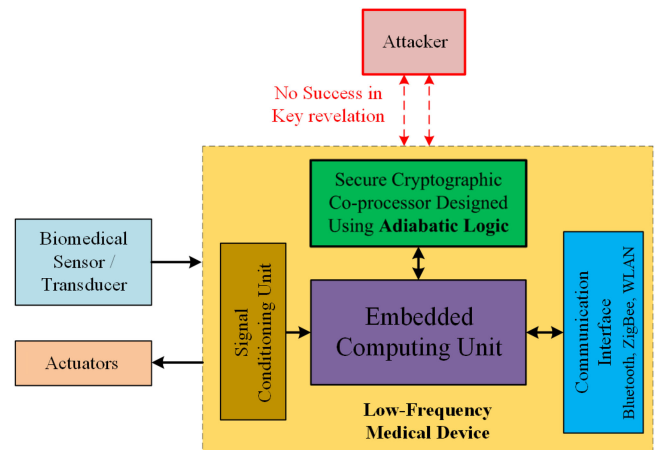 Attacker
No Success in
Key revelation
Secure Cryptographic
Co-processor Designed
Using Adiabatic Logic
Biomedical
Sensor /
Transducer
Actuators
Signal
Conditioning Unit
Embedded
Computing Unit
Communication
Interface
Bluetooth, ZigBee, WLAN
Low-Frequency
Medical Device